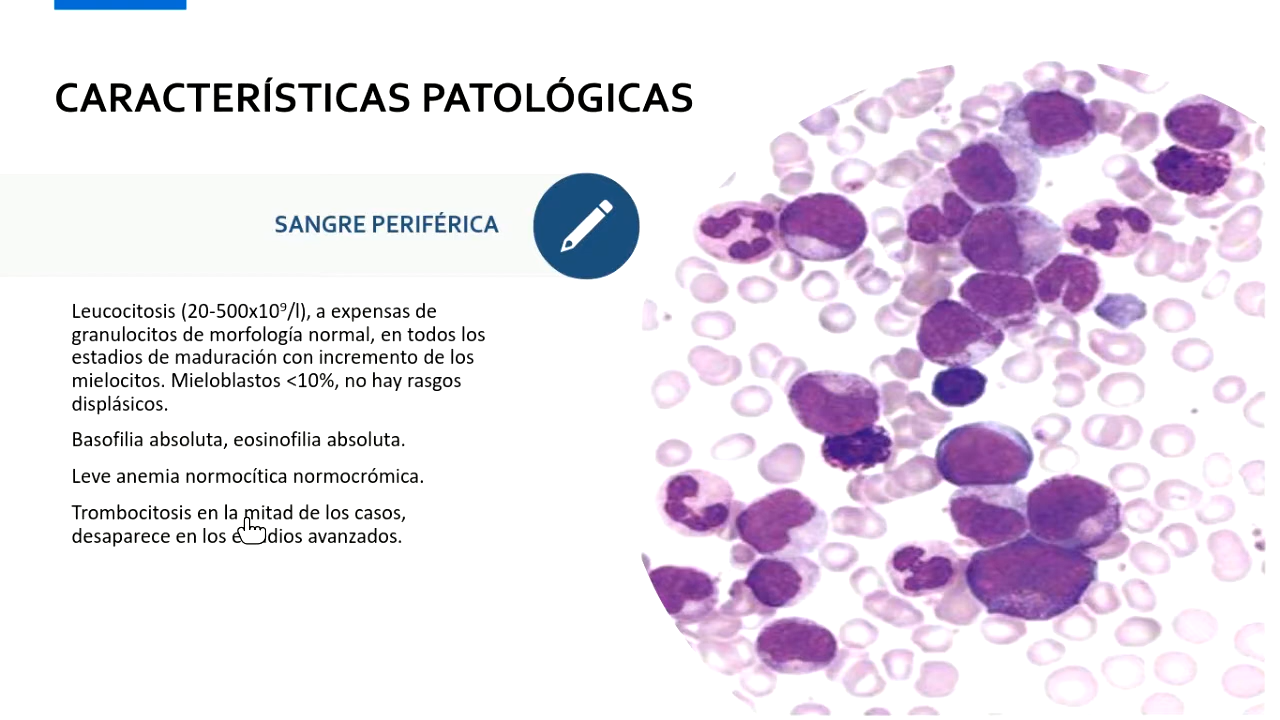 CARACTERÍSTICAS PATOLÓGICAS
SANGRE PERIFÉRICA
Leucocitosis (20-500x10⁹/l), a expensas de
granulocitos de morfología normal, en todos los
estadios de maduración con incremento de los
mielocitos. Mieloblastos <10%, no hay rasgos
displásicos.
Basofilia absoluta, eosinofilia absoluta.
Leve anemia normocítica normocrómica.
Trombocitosis en la mitad de los casos,
desaparece en los avanzados.